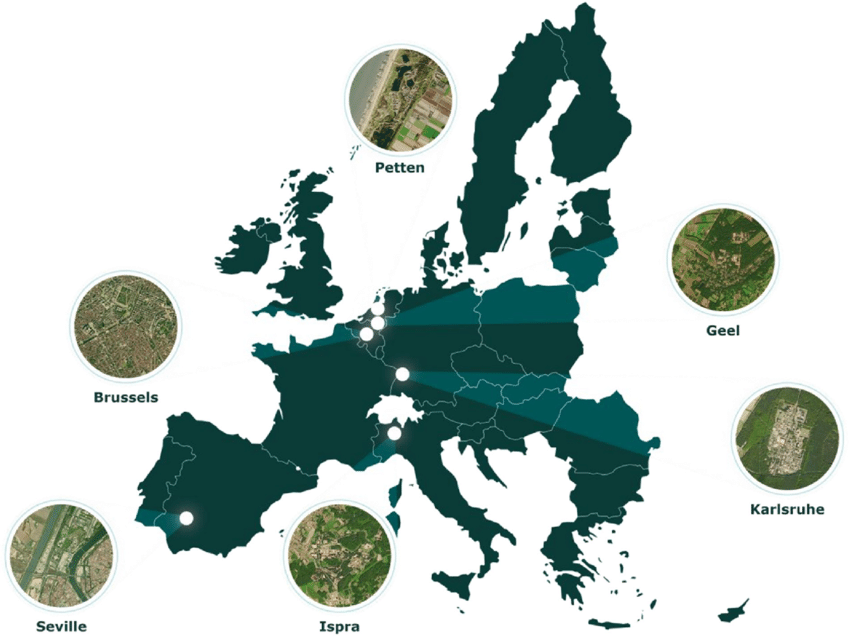 Petten
Geel
Brussels
Karlsruhe
Seville
Ispra